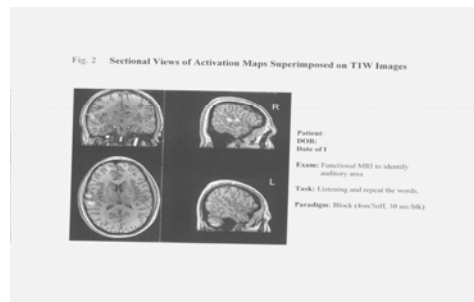 Fig. 2 Sectional Views of Activation Maps Superimposed on T1W Images
R
L
Patient:
DOB:
Date of I
Exam: Functional MRI to identify
auditory area
Task: Listening and repeat the words.
Paradigm: Block (4on/5off, 30 sec/blk)